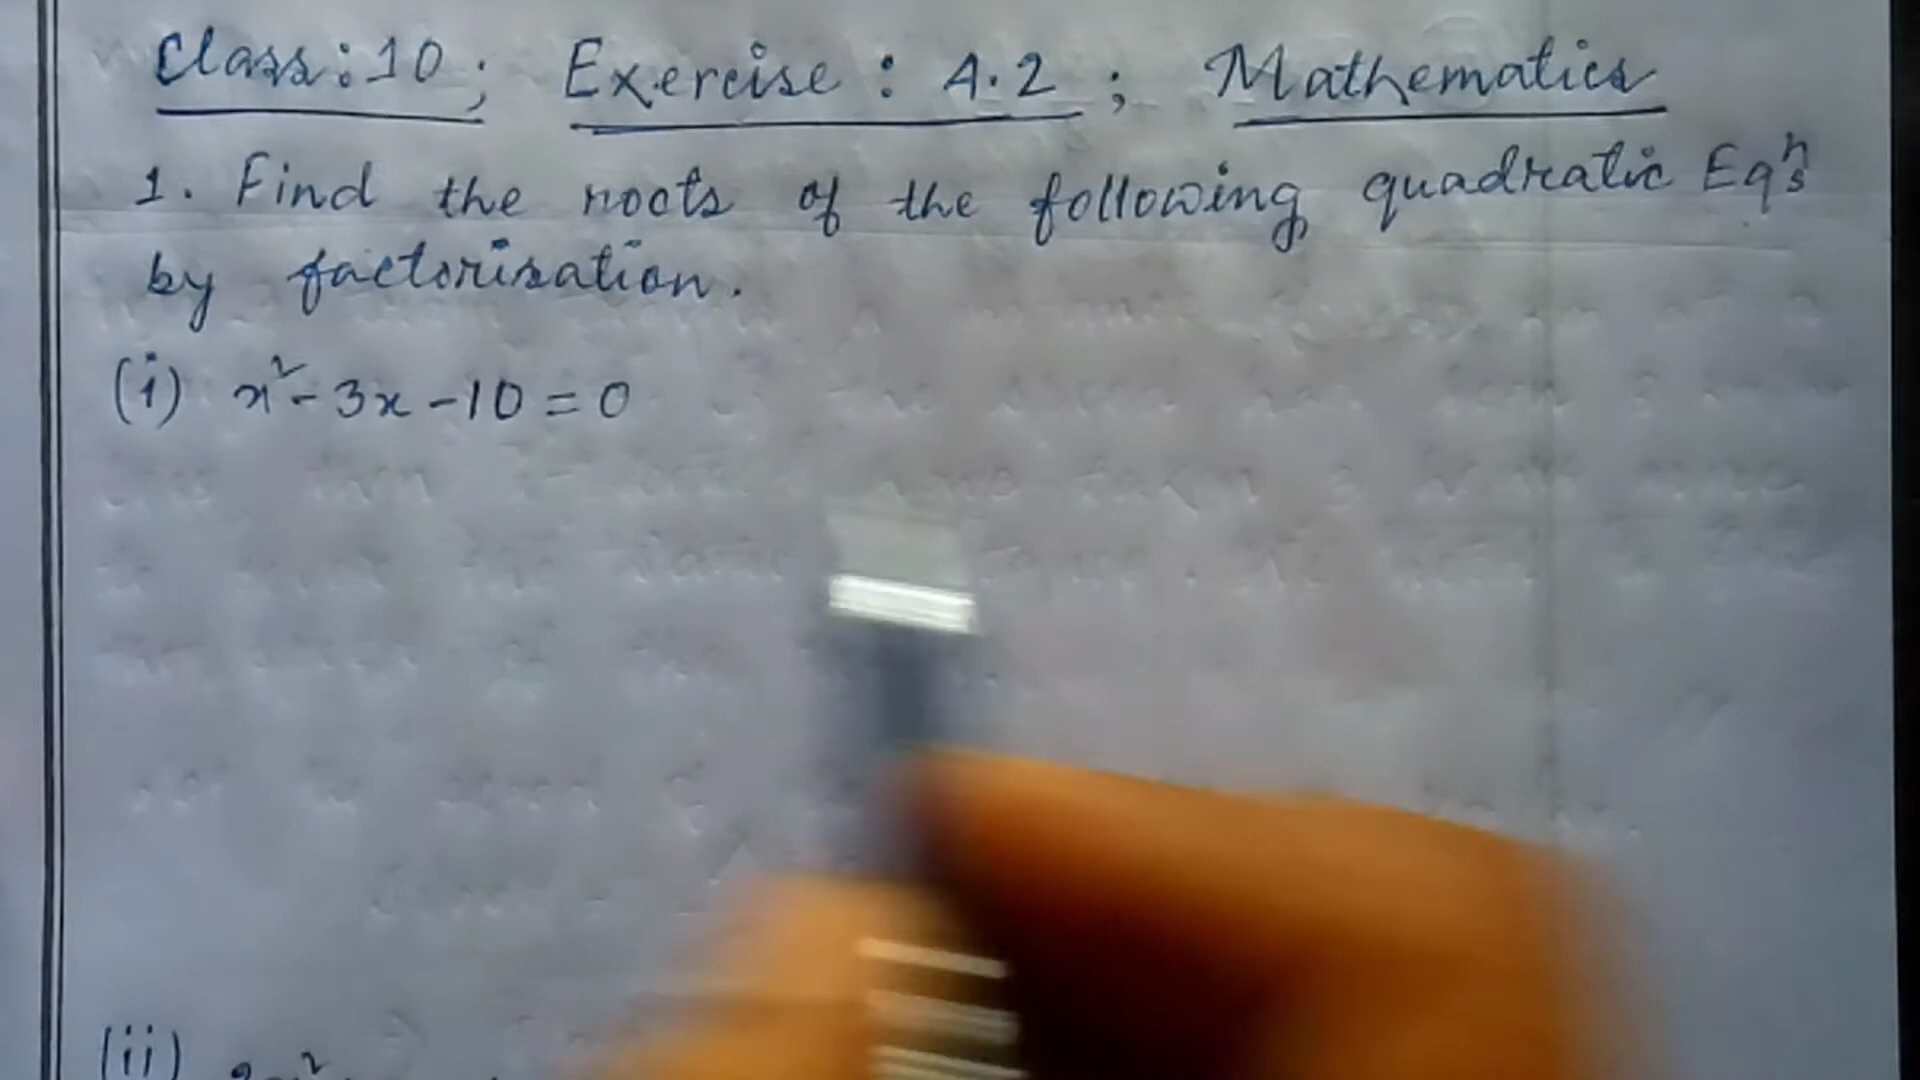 Class: 10; Exercise: 4.2; Mathematics
1. Find the roots of the following quadratic Eqⁿs
by factorisation.
(i) x² - 3x - 10 = 0
(ii)